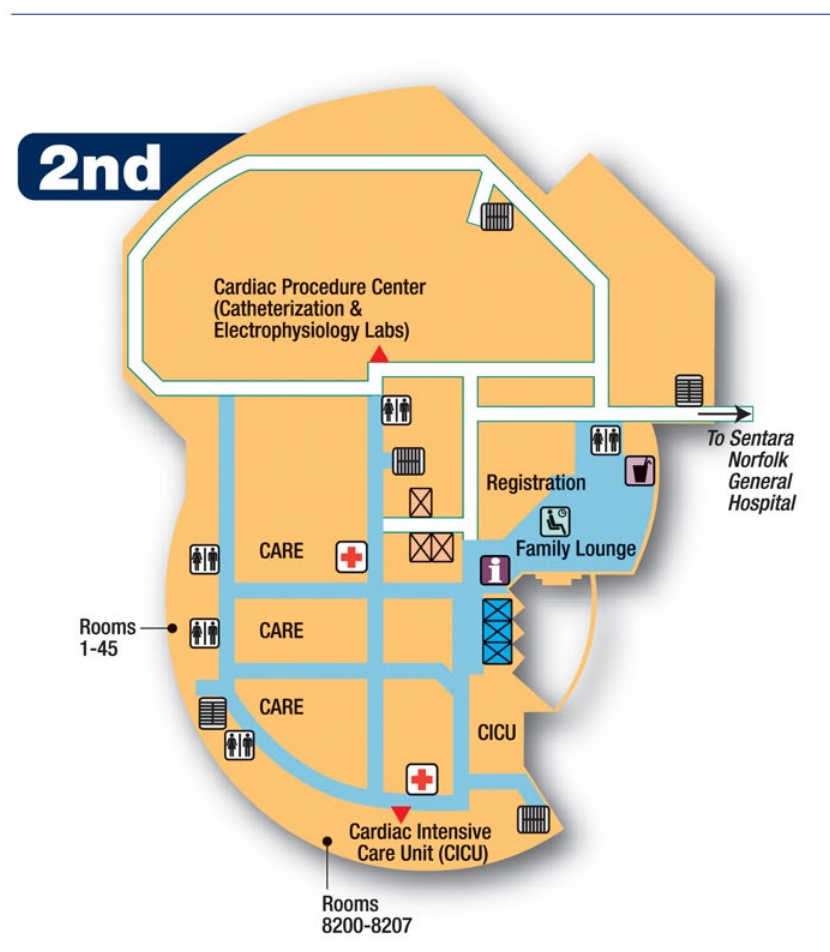 2nd
Cardiac Procedure Center
(Catheterization &
Electrophysiology Labs)
To Sentara
Norfolk
General
Hospital
Registration
Family Lounge
i
CARE
Rooms
1-45
CARE
CARE
CICU
Cardiac Intensive
Care Unit (CICU)
Rooms
8200-8207